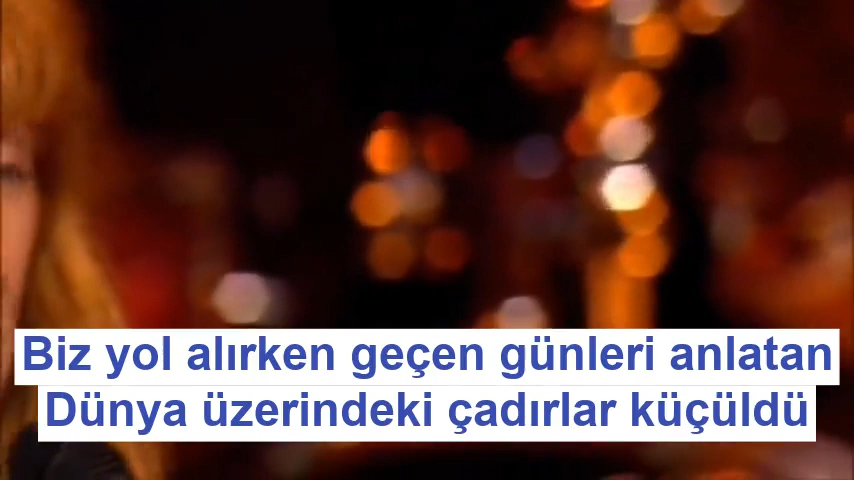 Biz yol alırken geçen günleri anlatan
Dünya üzerindeki çadırlar küçüldü